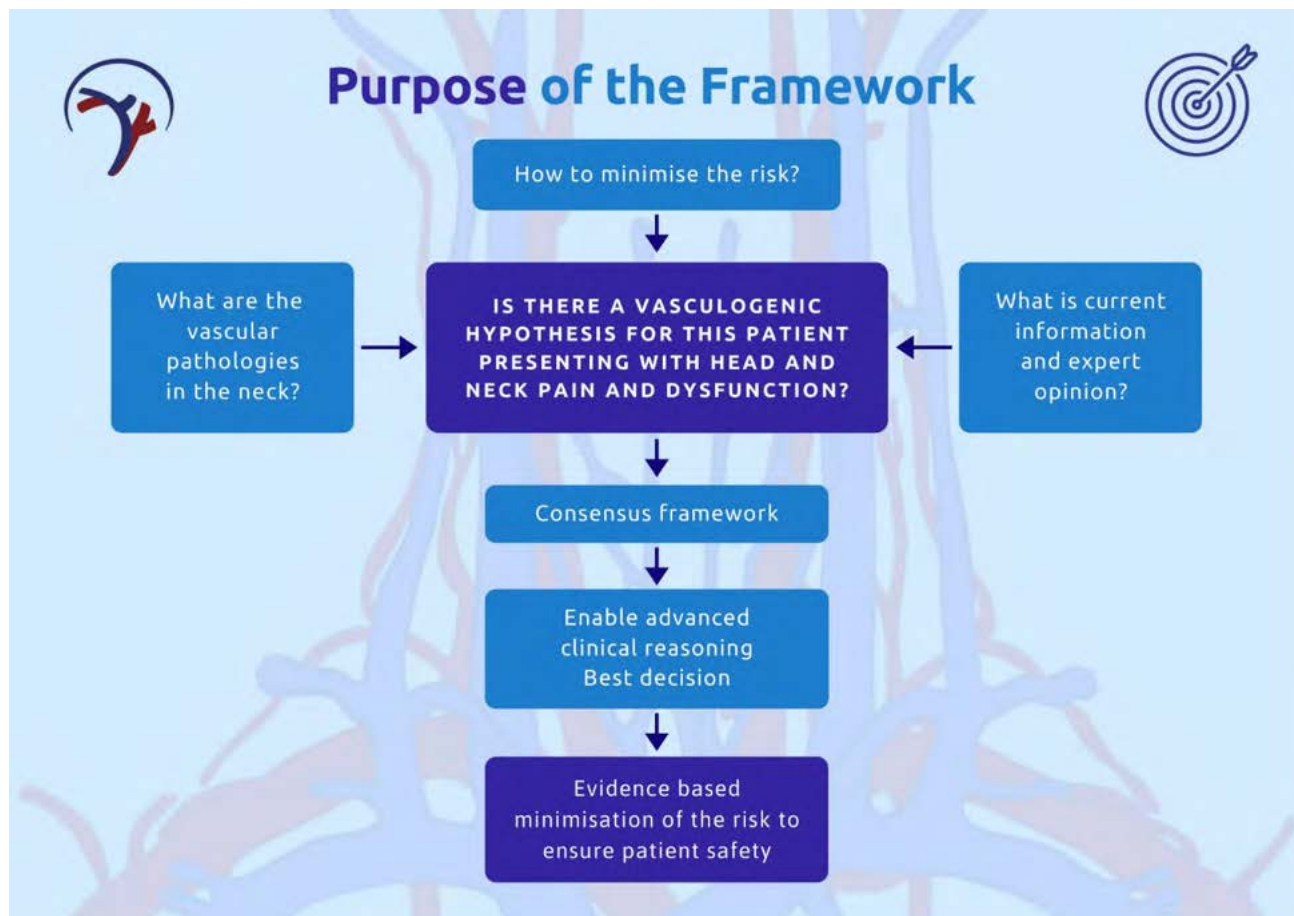 Purpose of the Framework
How to minimise the risk?
What are the
vascular
pathologies
in the neck?
IS THERE A VASCULOGENIC
HYPOTHESIS FOR THIS PATIENT
PRESENTING WITH HEAD AND
NECK PAIN AND DYSFUNCTION?
What is current
information
and expert
opinion?
Consensus framework
Enable advanced
clinical reasoning
Best decision
Evidence based
minimisation of the risk to
ensure patient safety